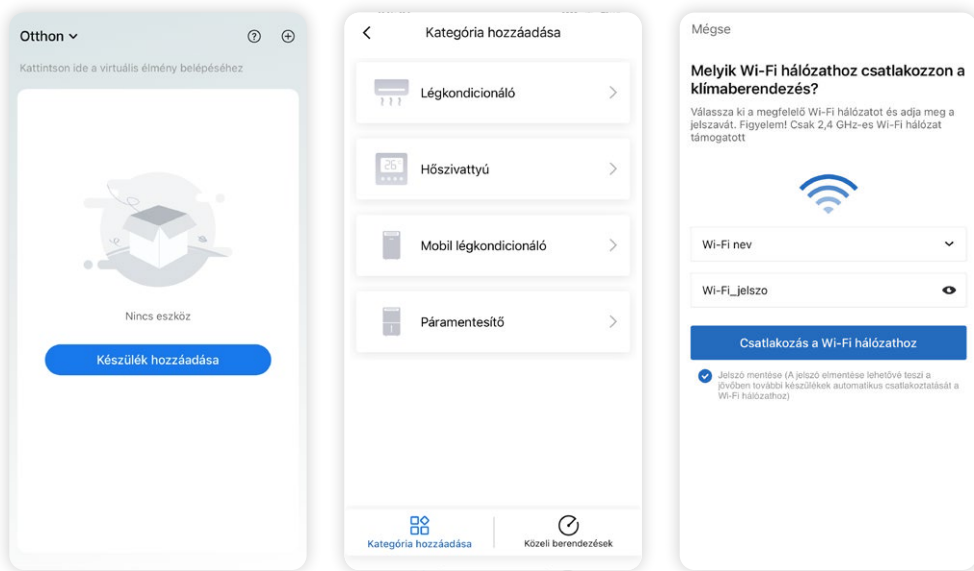 Otthon
Kattintson ide a virtuális élmény belépéséhez
Nincs eszköz
Készülék hozzáadása
Kategória hozzáadása
Légkondicionáló
26
Hőszivattyú
Mobil légkondicionáló
Páramentesítő
Kategória hozzáadása
Közeli berendezések
Mégse
Melyik Wi-Fi hálózathoz csatlakozzon a
klímaberendezés?
Válassza ki a megfelelő Wi-Fi hálózatot és adja meg a
jelszavát. Figyelem! Csak 2,4 GHz-es Wi-Fi hálózat
támogatott
Wi-Fi nev
Wi-Fi_jelszo
Csatlakozás a Wi-Fi hálózathoz
Jelszó mentése (A jelszó elmentése lehetővé teszi a
jövőben további készülékek automatikus csatlakoztatását a
Wi-Fi hálózathoz)